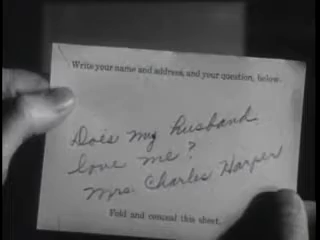 Write your name and address, and your question, below.
Does my husband
love me?
Mrs. Charles Harper
Fold and conceal this sheet.